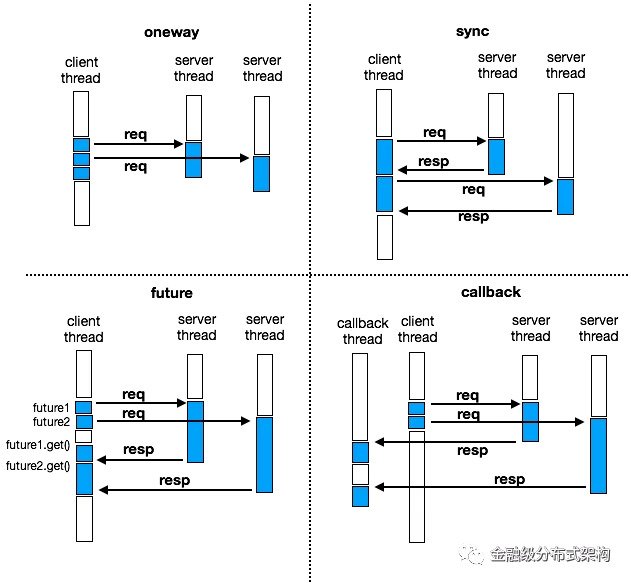 oneway
client
thread
server
thread
server
thread
req
req
sync
client
thread
server
thread
server
thread
req
resp
req
resp
future
client
thread
server
thread
server
thread
future1
req
future2
req
future1.get()
resp
future2.get()
resp
callback
callback
thread
client
thread
server
thread
server
thread
req
req
resp
resp
金融级分布式架构